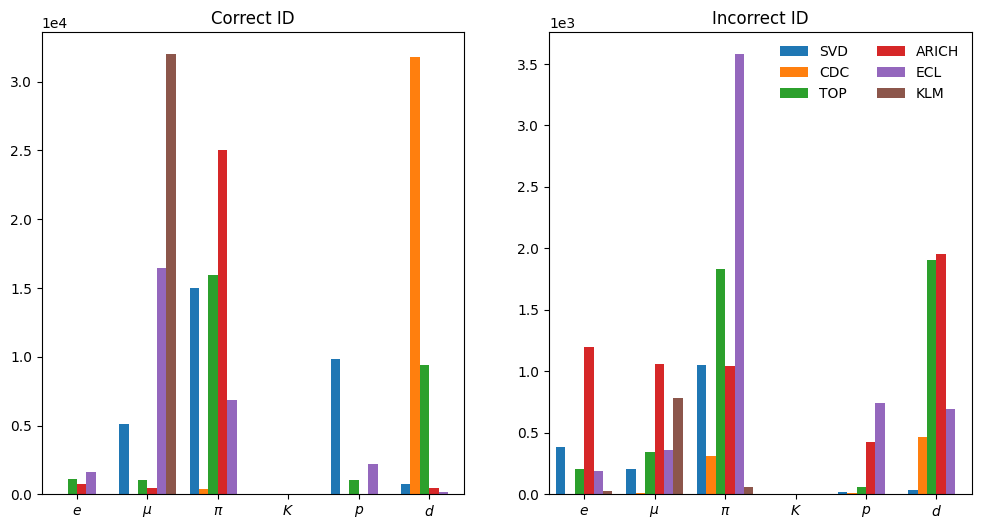 Correct ID
1e4
3.0
2.5
2.0
1.5
1.0
0.5
0.0
e μ π K p d
Incorrect ID
1e3
SVD ARICH
CDC ECL
TOP KLM
3.5
3.0
2.5
2.0
1.5
1.0
0.5
0.0
e μ π K p d